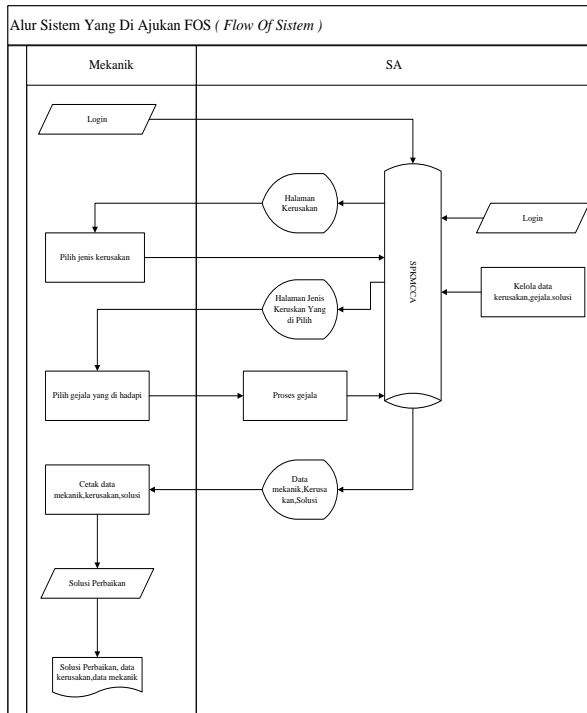 Alur Sistem Yang Di Ajukan FOS ( Flow Of Sistem )
Mekanik
SA
Login
Halaman
Kerusakan
Login
Pilih jenis kerusakan
SPKMCCA
Kelola data
kerusakan,gejala.solusi
Halaman Jenis
Keruskan Yang
di Pilih
Pilih gejala yang di hadapi
Proses gejala
Cetak data
mekanik,kerusakan,solusi
Data
mekanik,Kerusa
kan,Solusi
Solusi Perbaikan
Solusi Perbaikan, data
kerusakan,data mekanik